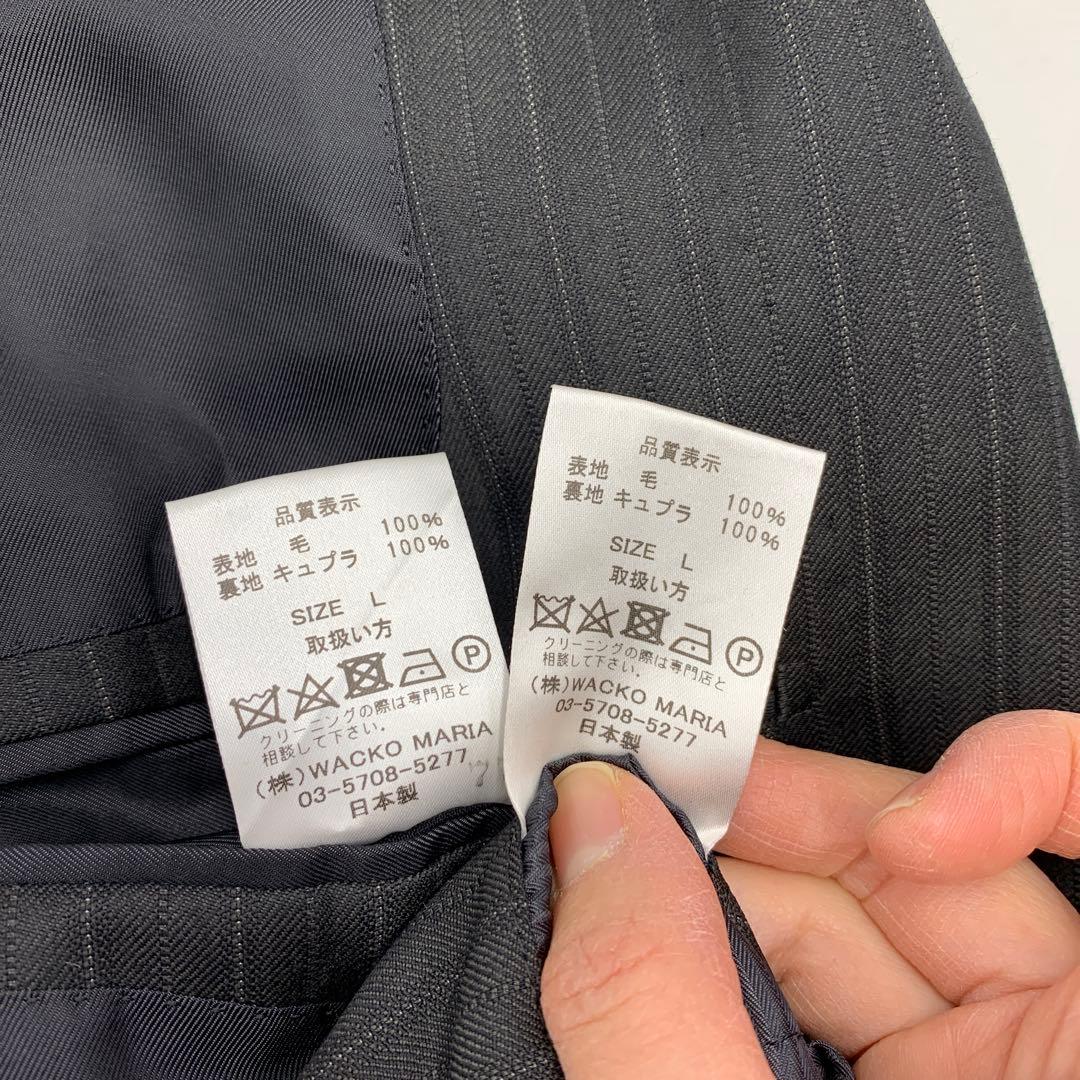 品質表示
表地 毛 100%
裏地 キュプラ 100%
SIZE L
取扱い方
P
クリーニングの際は専門店と
相談して下さい。
(株)WACKO MARIA
03-5708-5277
日本製
品質表示
表地 毛 100%
裏地 キュプラ 100%
SIZE L
取扱い方
P
クリーニングの際は専門店と
相談して下さい。
(株)WACKO MARIA
03-5708-5277
日本製